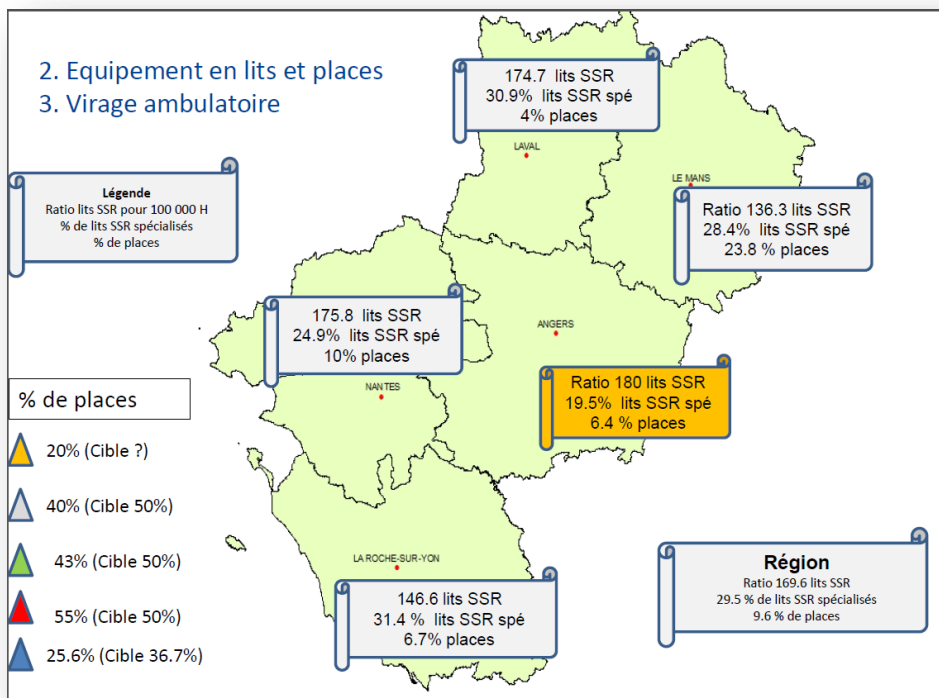 2. Equipement en lits et places
3. Virage ambulatoire
174.7 lits SSR
30.9% lits SSR spé
4% places
LAVAL
Légende
Ratio lits SSR pour 100 000 H
% de lits SSR spécialisés
% de places
LE MANS
Ratio 136.3 lits SSR
28.4% lits SSR spé
23.8 % places
175.8 lits SSR
24.9% lits SSR spé
10% places
ANGERS
NANTES
Ratio 180 lits SSR
19.5% lits SSR spé
6.4 % places
% de places
20% (Cible ?)
40% (Cible 50%)
43% (Cible 50%)
55% (Cible 50%)
25.6% (Cible 36.7%)
LA ROCHE-SUR-YON
146.6 lits SSR
31.4 % lits SSR spé
6.7% places
Région
Ratio 169.6 lits SSR
29.5 % de lits SSR spécialisés
9.6 % de places